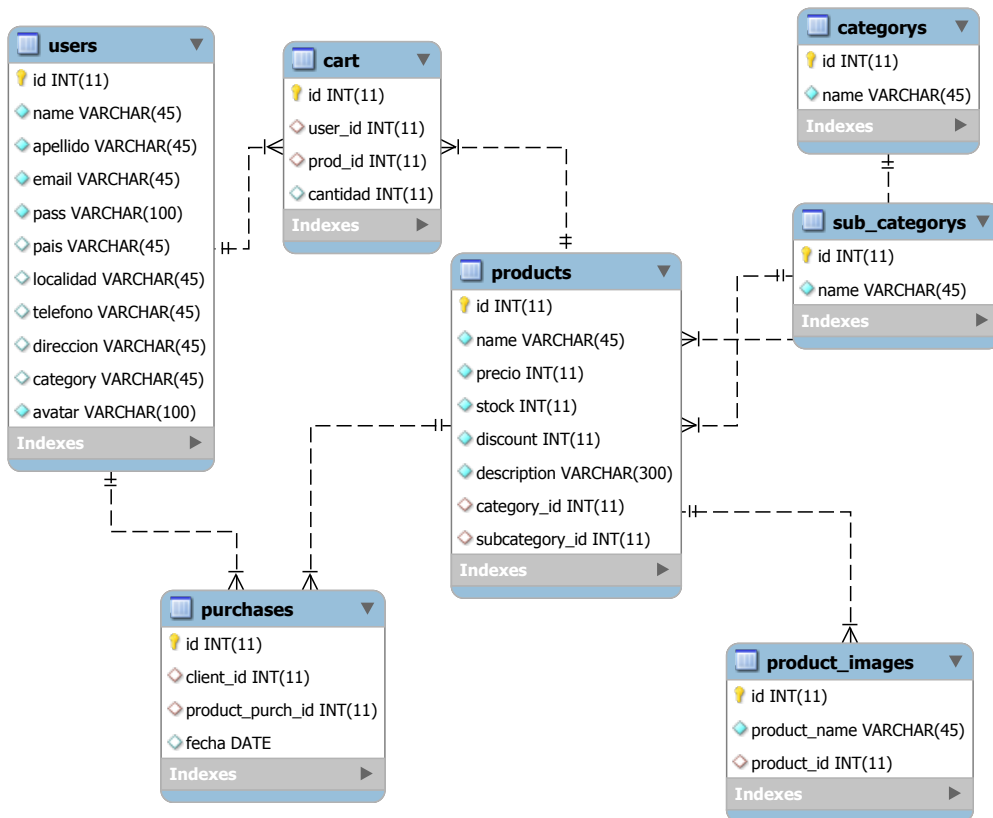 users
id INT(11)
name VARCHAR(45)
apellido VARCHAR(45)
email VARCHAR(45)
pass VARCHAR(100)
pais VARCHAR(45)
localidad VARCHAR(45)
telefono VARCHAR(45)
direccion VARCHAR(45)
category VARCHAR(45)
avatar VARCHAR(100)
Indexes
cart
id INT(11)
user_id INT(11)
prod_id INT(11)
cantidad INT(11)
Indexes
categorys
id INT(11)
name VARCHAR(45)
Indexes
sub_categorys
id INT(11)
name VARCHAR(45)
Indexes
products
id INT(11)
name VARCHAR(45)
precio INT(11)
stock INT(11)
discount INT(11)
description VARCHAR(300)
category_id INT(11)
subcategory_id INT(11)
Indexes
purchases
id INT(11)
client_id INT(11)
product_purch_id INT(11)
fecha DATE
Indexes
product_images
id INT(11)
product_name VARCHAR(45)
product_id INT(11)
Indexes